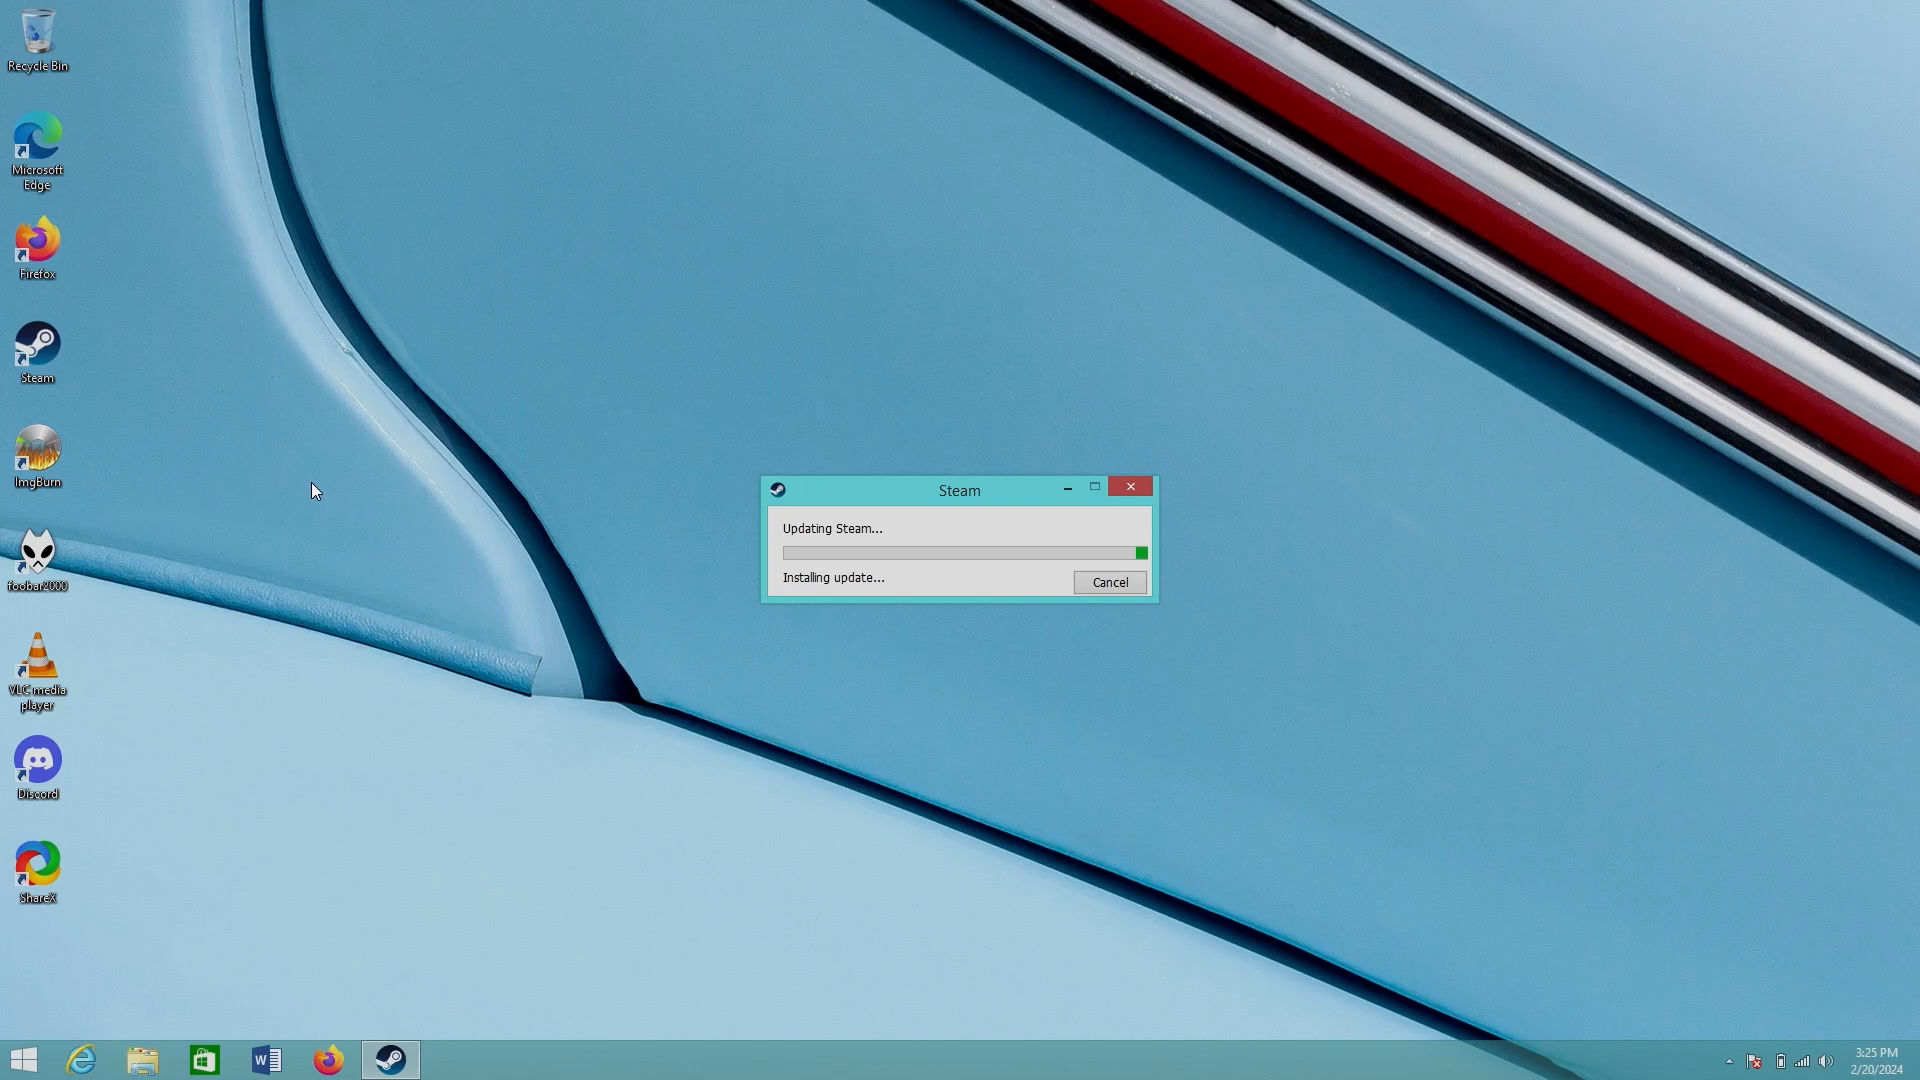 Recycle Bin
Microsoft
Edge
Firefox
Steam
ImgBurn
foobar2000
VLC media
player
Discord
ShareX
Steam
Updating Steam...
Installing update...
Cancel
3:25 PM
2/20/2024